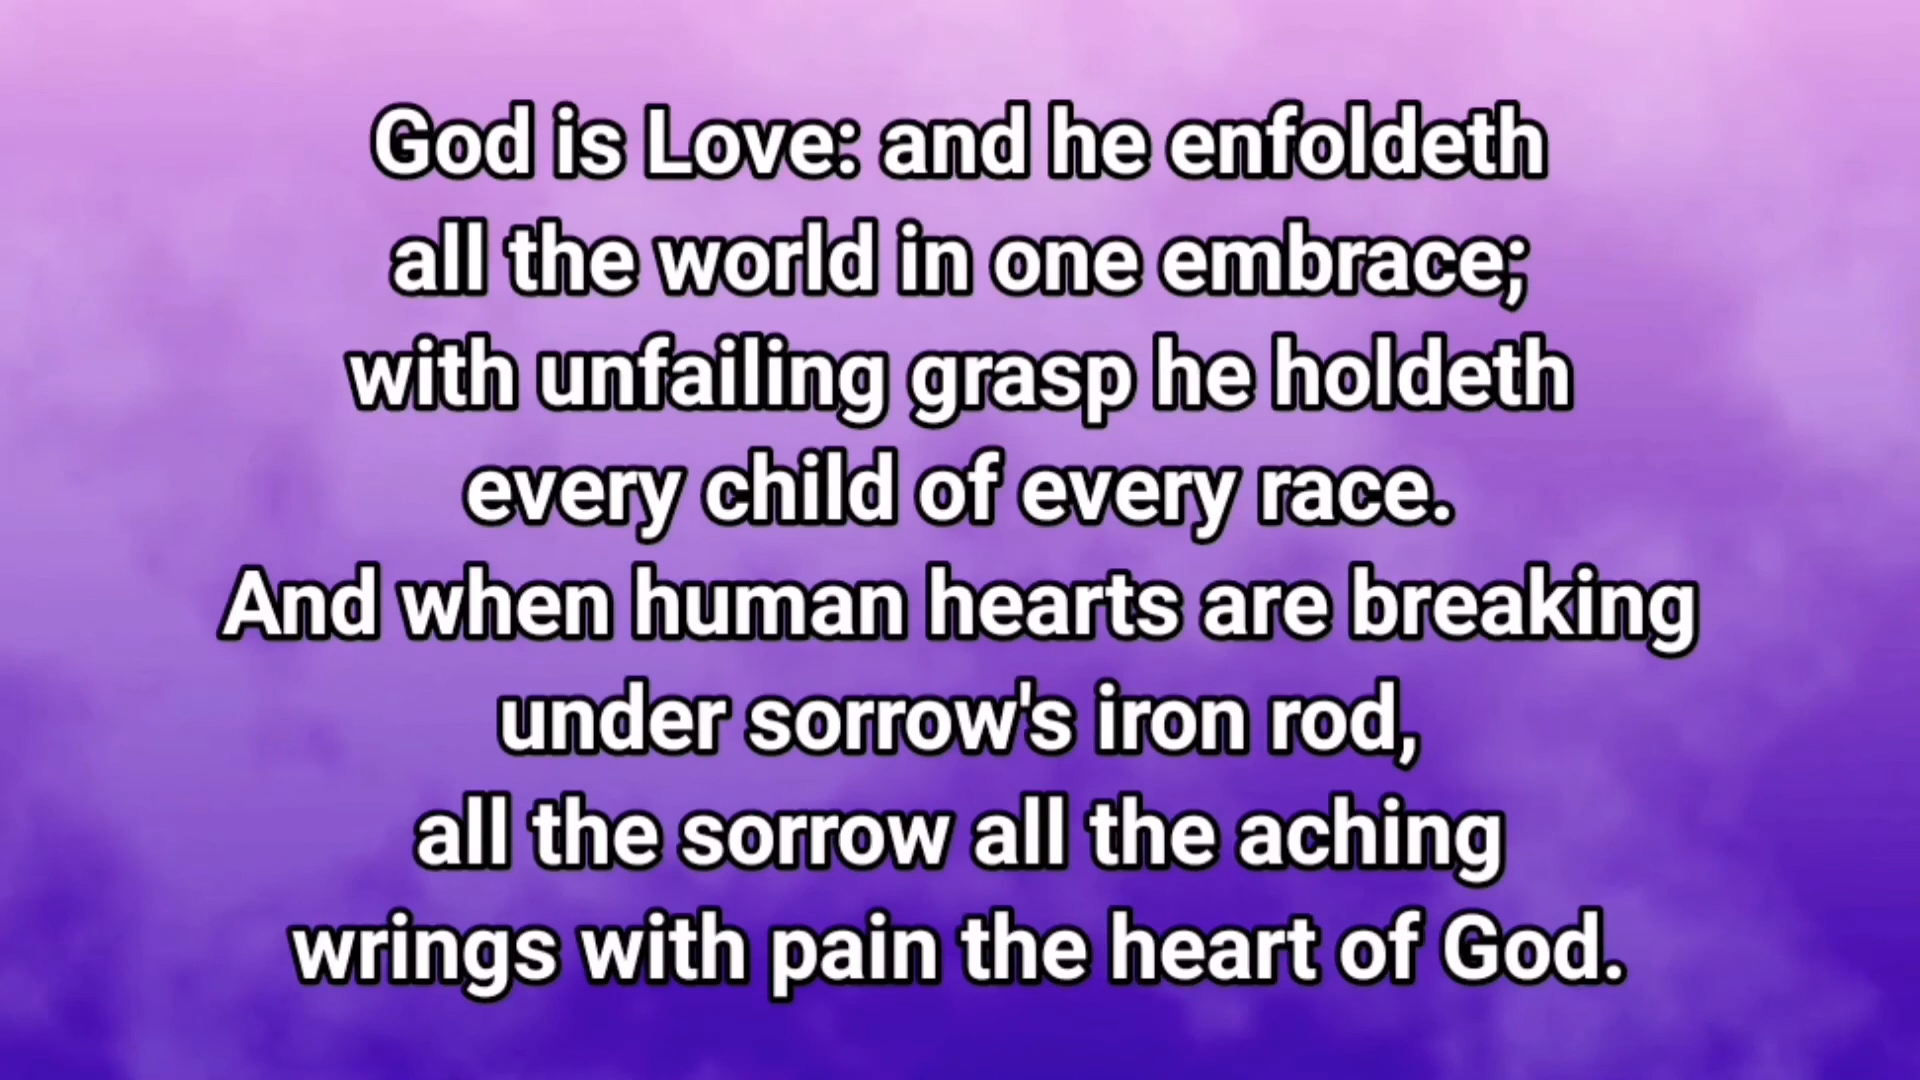 God is Love: and he enfoldeth
all the world in one embrace;
with unfailing grasp he holdeth
every child of every race.
And when human hearts are breaking
under sorrow's iron rod,
all the sorrow all the aching
wrings with pain the heart of God.